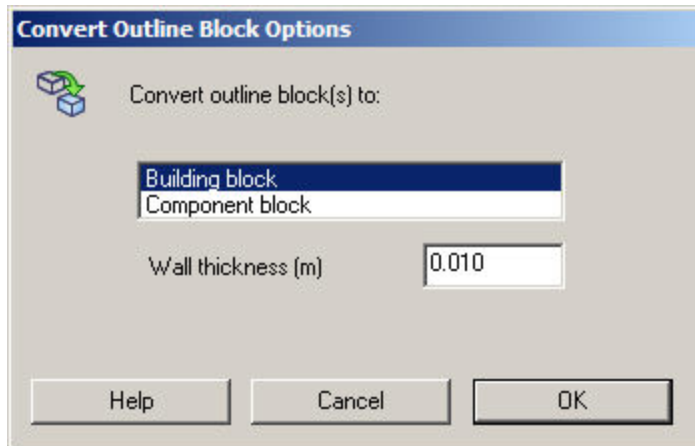 Convert Outline Block Options
Convert outline block(s) to:
Building block
Component block
Wall thickness (m)
0.010
Help
Cancel
OK